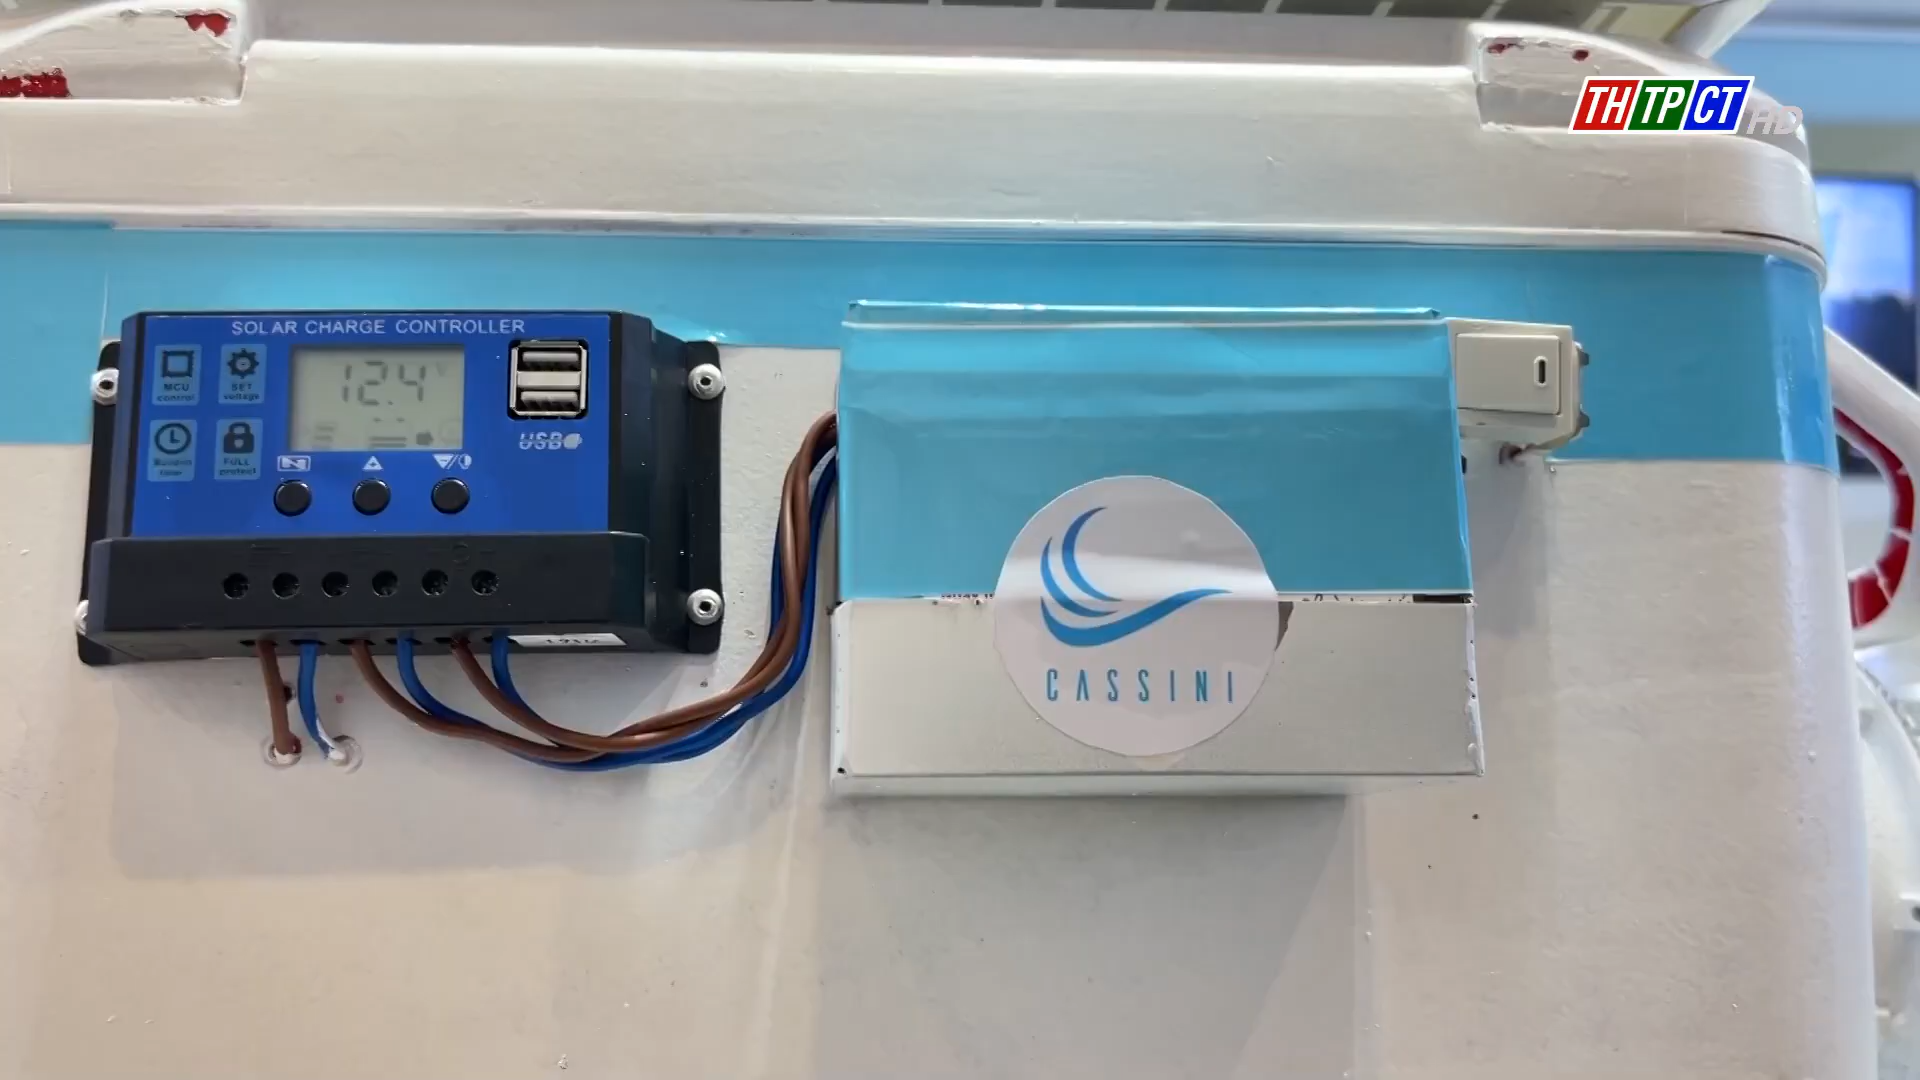 THTPCT HD
SOLAR CHARGE CONTROLLER
MCU
control
SET
voltage
12.4 V
FULL
protect
USB
CASSINI